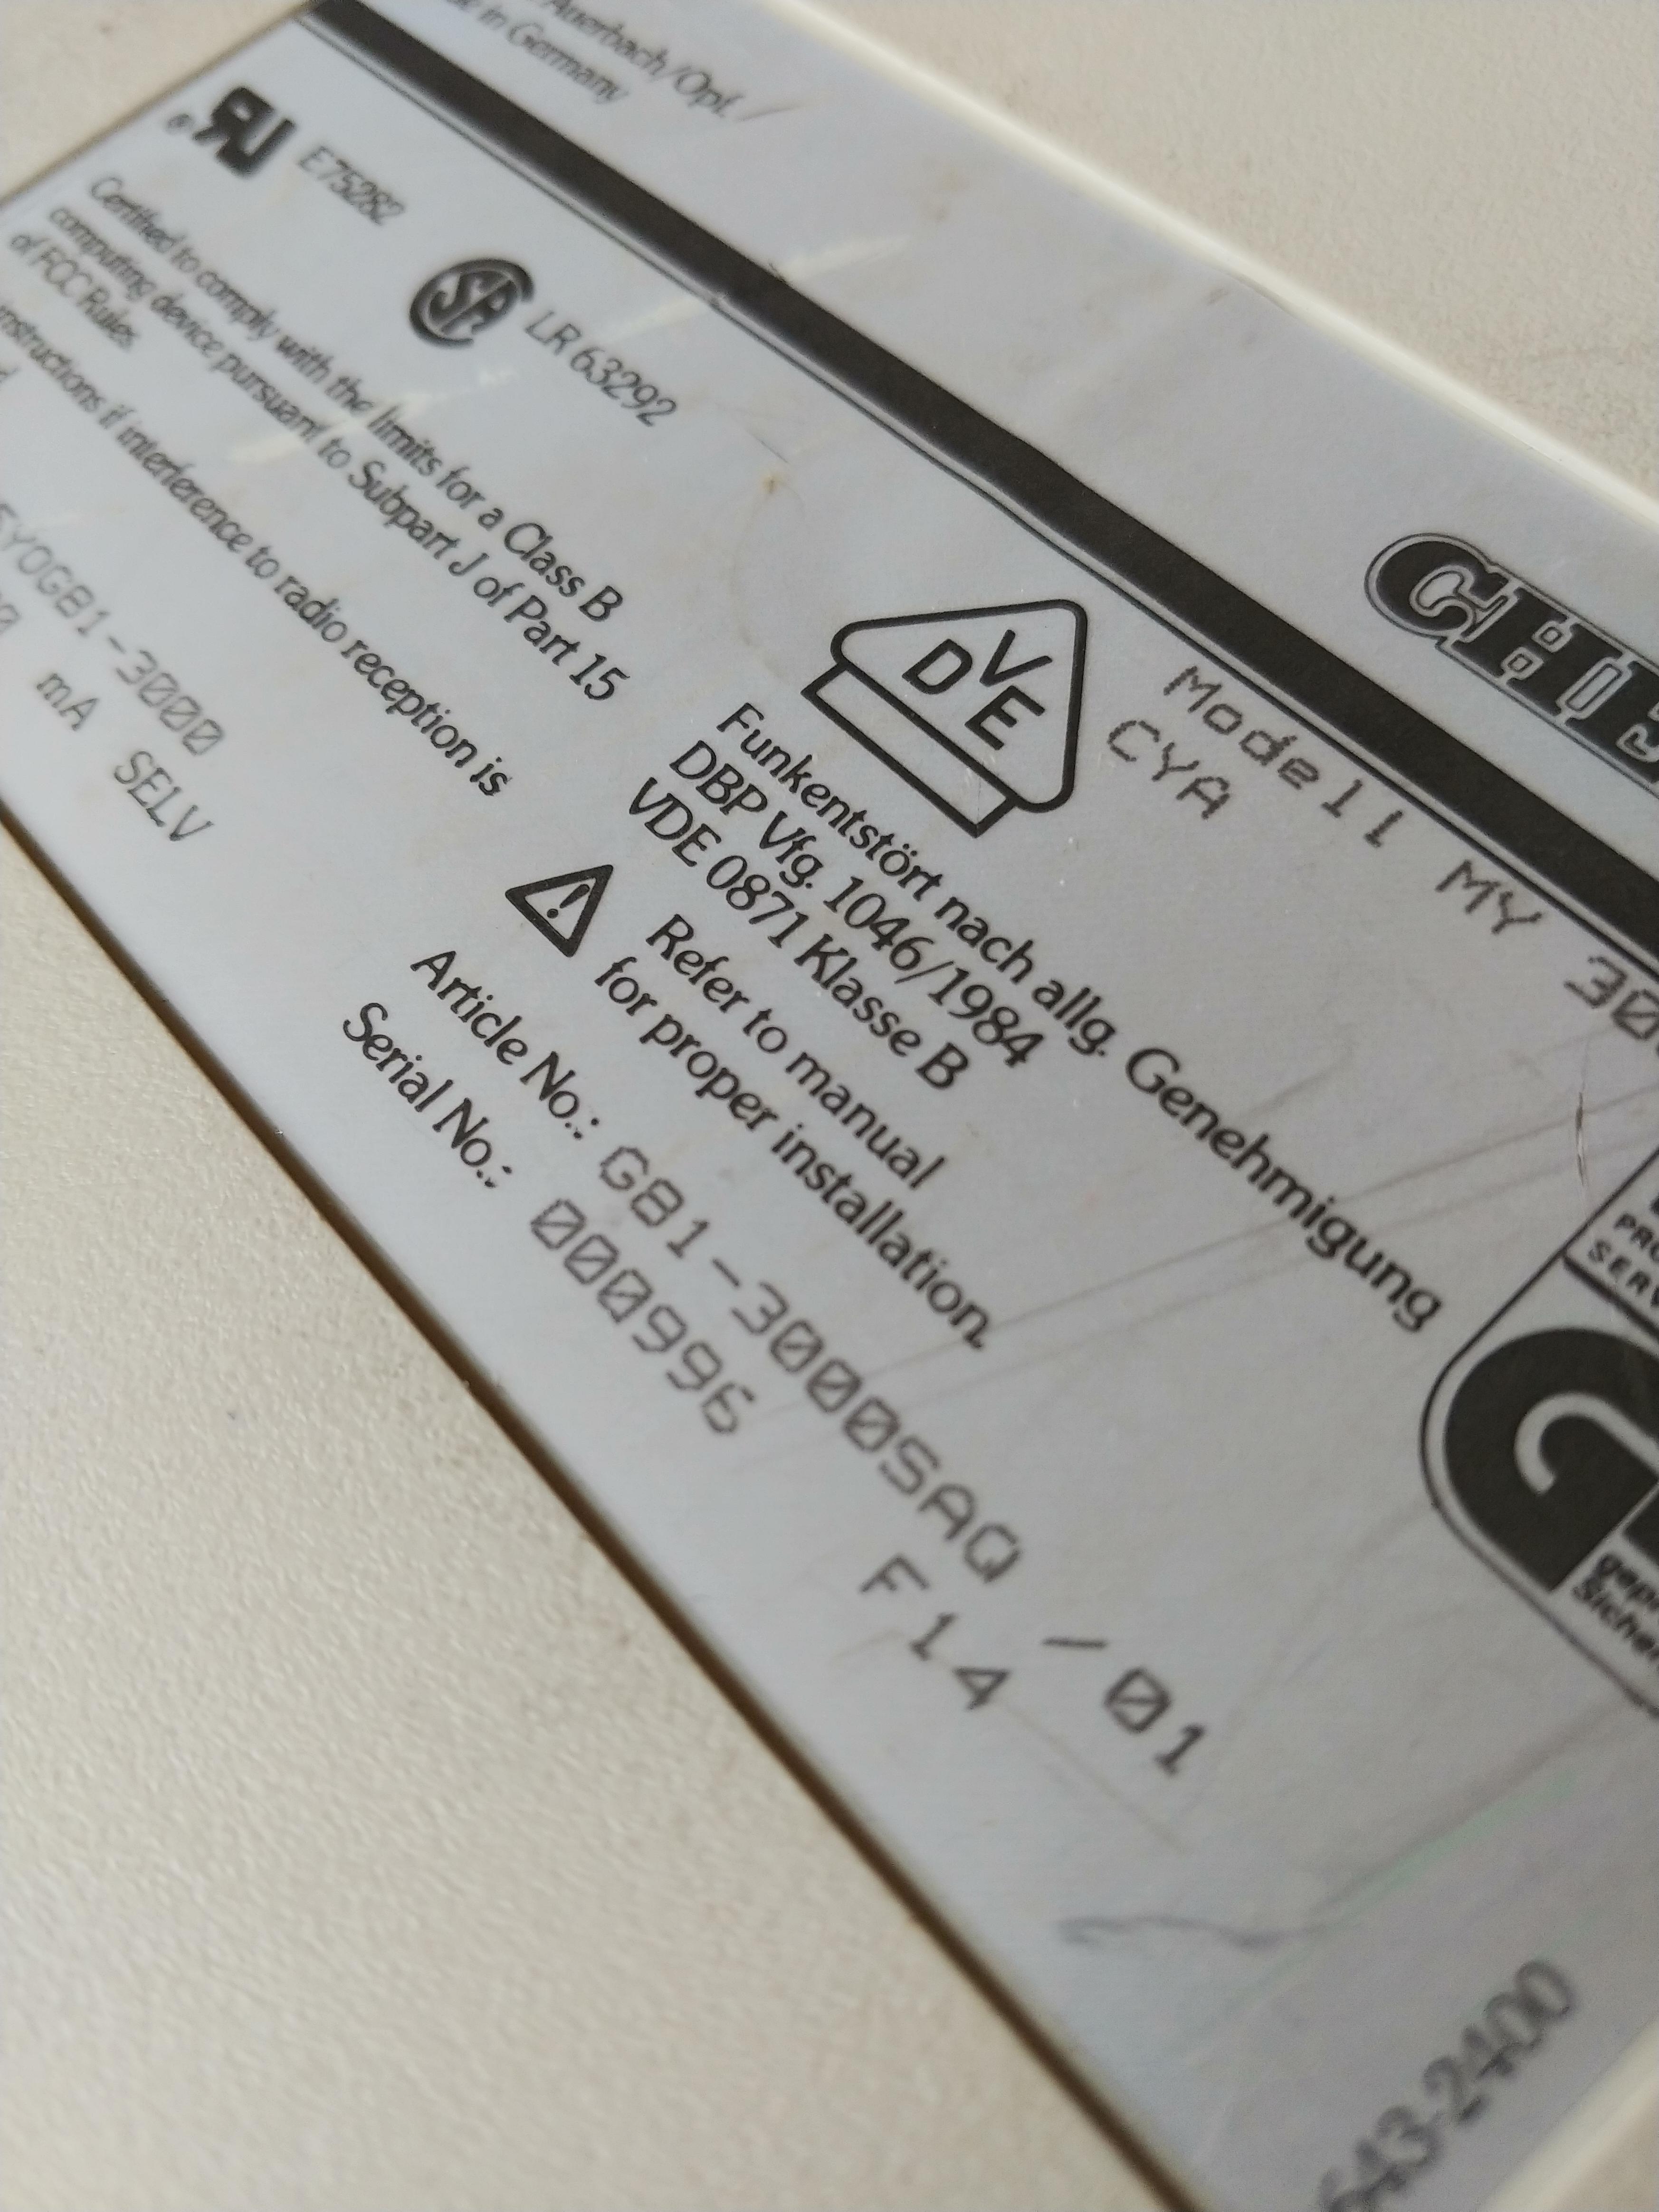 Auerbach/Opf.
in Germany
CHE
E75282
LR 63292
Certified to comply with the limits for a Class B
computing device pursuant to Subpart J of Part 15
of FCC Rules.
instructions if interference to radio reception is
5Y0G81-3000
mA SELV
VDE
Modell MY 30
CYA
Funkentstört nach allg. Genehmigung
DBP Vfg. 1046/1984
VDE 0871 Klasse B
Refer to manual
for proper installation.
Article No.: G81-3000SAQ /01
Serial No.: 000996 F14
643-2400